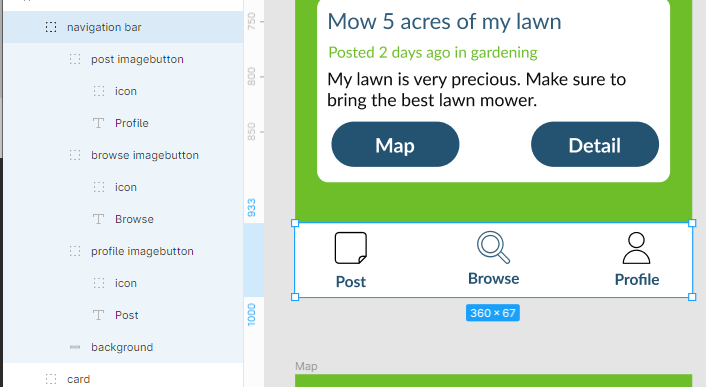 navigation bar
post imagebutton
icon
Profile
browse imagebutton
icon
Browse
profile imagebutton
icon
Post
background
card
750
800
850
933
1000
Mow 5 acres of my lawn
Posted 2 days ago in gardening
My lawn is very precious. Make sure to
bring the best lawn mower.
Map
Detail
Post
Browse
Profile
360 × 67
Map